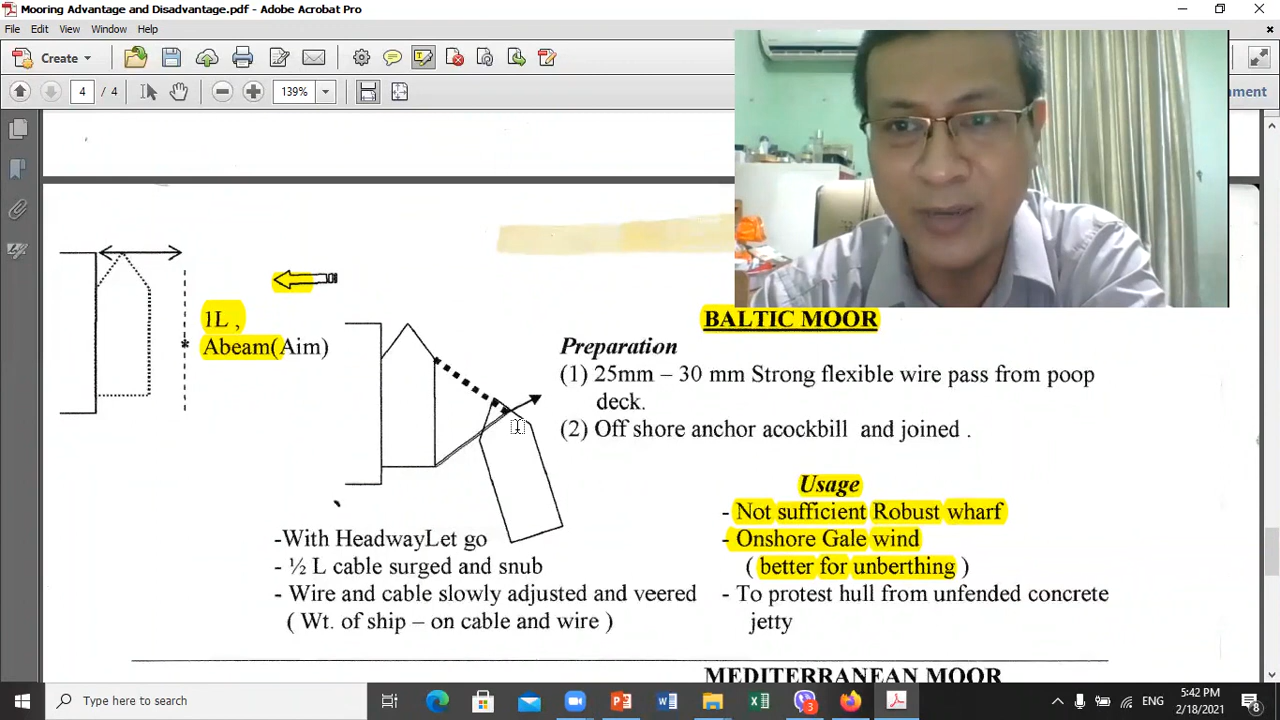 Mooring Advantage and Disadvantage.pdf - Adobe Acrobat Pro
File Edit View Window Help
Create
4 / 4 139%
mment
1L ,
Abeam(Aim)
BALTIC MOOR
Preparation
(1) 25mm – 30 mm Strong flexible wire pass from poop
deck.
(2) Off shore anchor acockbill and joined .
Usage
- Not sufficient Robust wharf
- Onshore Gale wind
( better for unberthing )
- To protest hull from unfended concrete
jetty
-With HeadwayLet go
- ½ L cable surged and snub
- Wire and cable slowly adjusted and veered
( Wt. of ship – on cable and wire )
MEDITERRANEAN MOOR
Type here to search
3
ENG
5:42 PM
2/18/2021
8